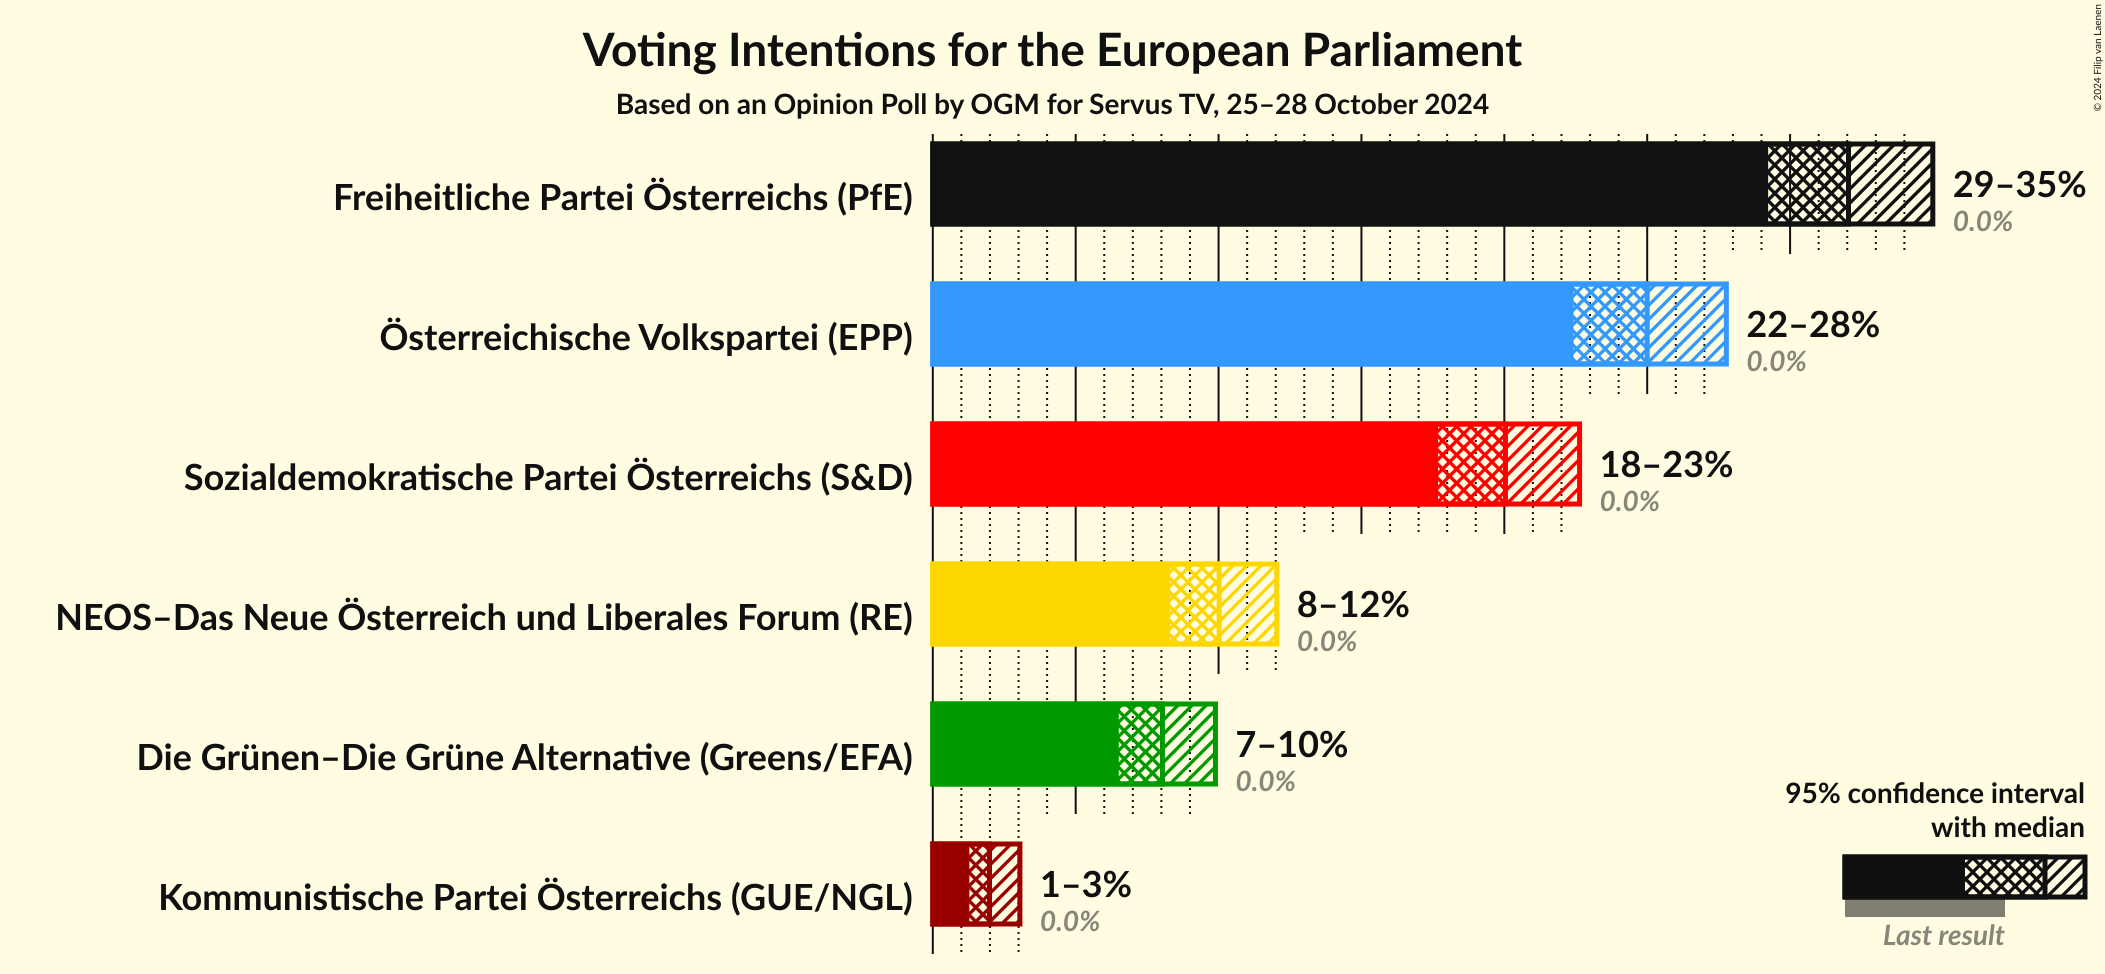 Voting Intentions for the European Parliament
Based on an Opinion Poll by OGM for Servus TV, 25–28 October 2024
© 2024 Filip van Laenen
Freiheitliche Partei Österreichs (PfE)
29–35%
0.0%
Österreichische Volkspartei (EPP)
22–28%
0.0%
Sozialdemokratische Partei Österreichs (S&D)
18–23%
0.0%
NEOS–Das Neue Österreich und Liberales Forum (RE)
8–12%
0.0%
Die Grünen–Die Grüne Alternative (Greens/EFA)
7–10%
0.0%
Kommunistische Partei Österreichs (GUE/NGL)
1–3%
0.0%
95% confidence interval
with median
Last result